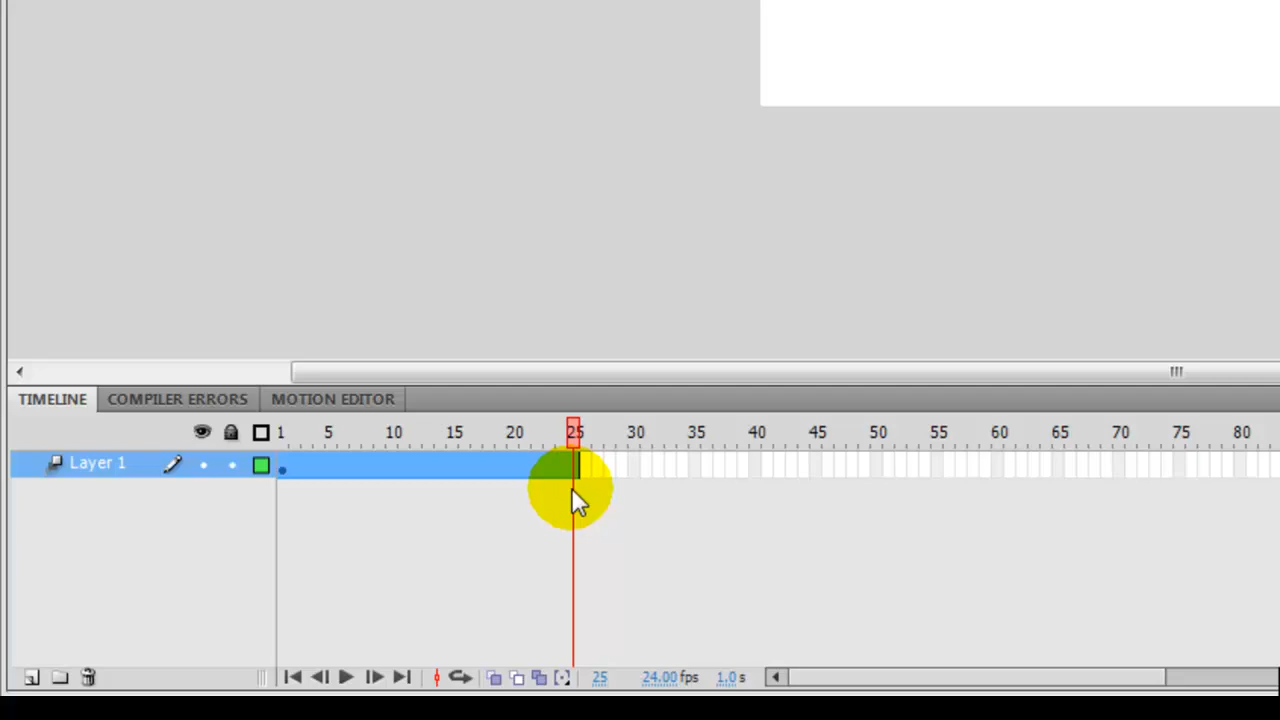 TIMELINE COMPILER ERRORS MOTION EDITOR
1 5 10 15 20 25 30 35 40 45 50 55 60 65 70 75 80
Layer 1
25 24.00 fps 1.0 s